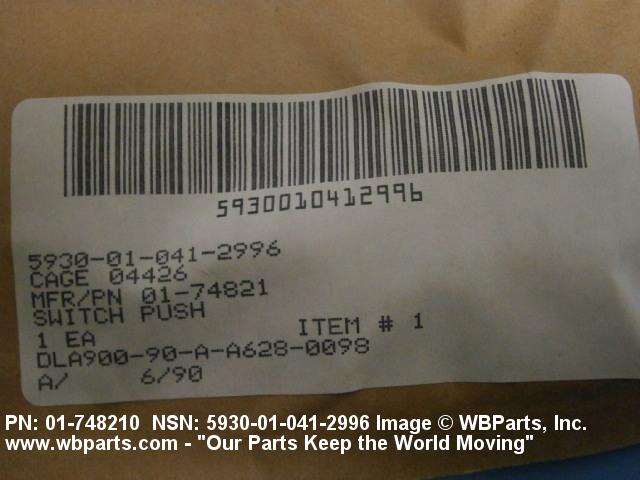 5930010412996
5930-01-041-2996
CAGE 04426
MFR/PN 01-74821
SWITCH PUSH
1 EA ITEM # 1
DLA900-90-A-A628-0098
A/ 6/90
PN: 01-748210 NSN: 5930-01-041-2996 Image © WBParts, Inc.
www.wbparts.com - "Our Parts Keep the World Moving"